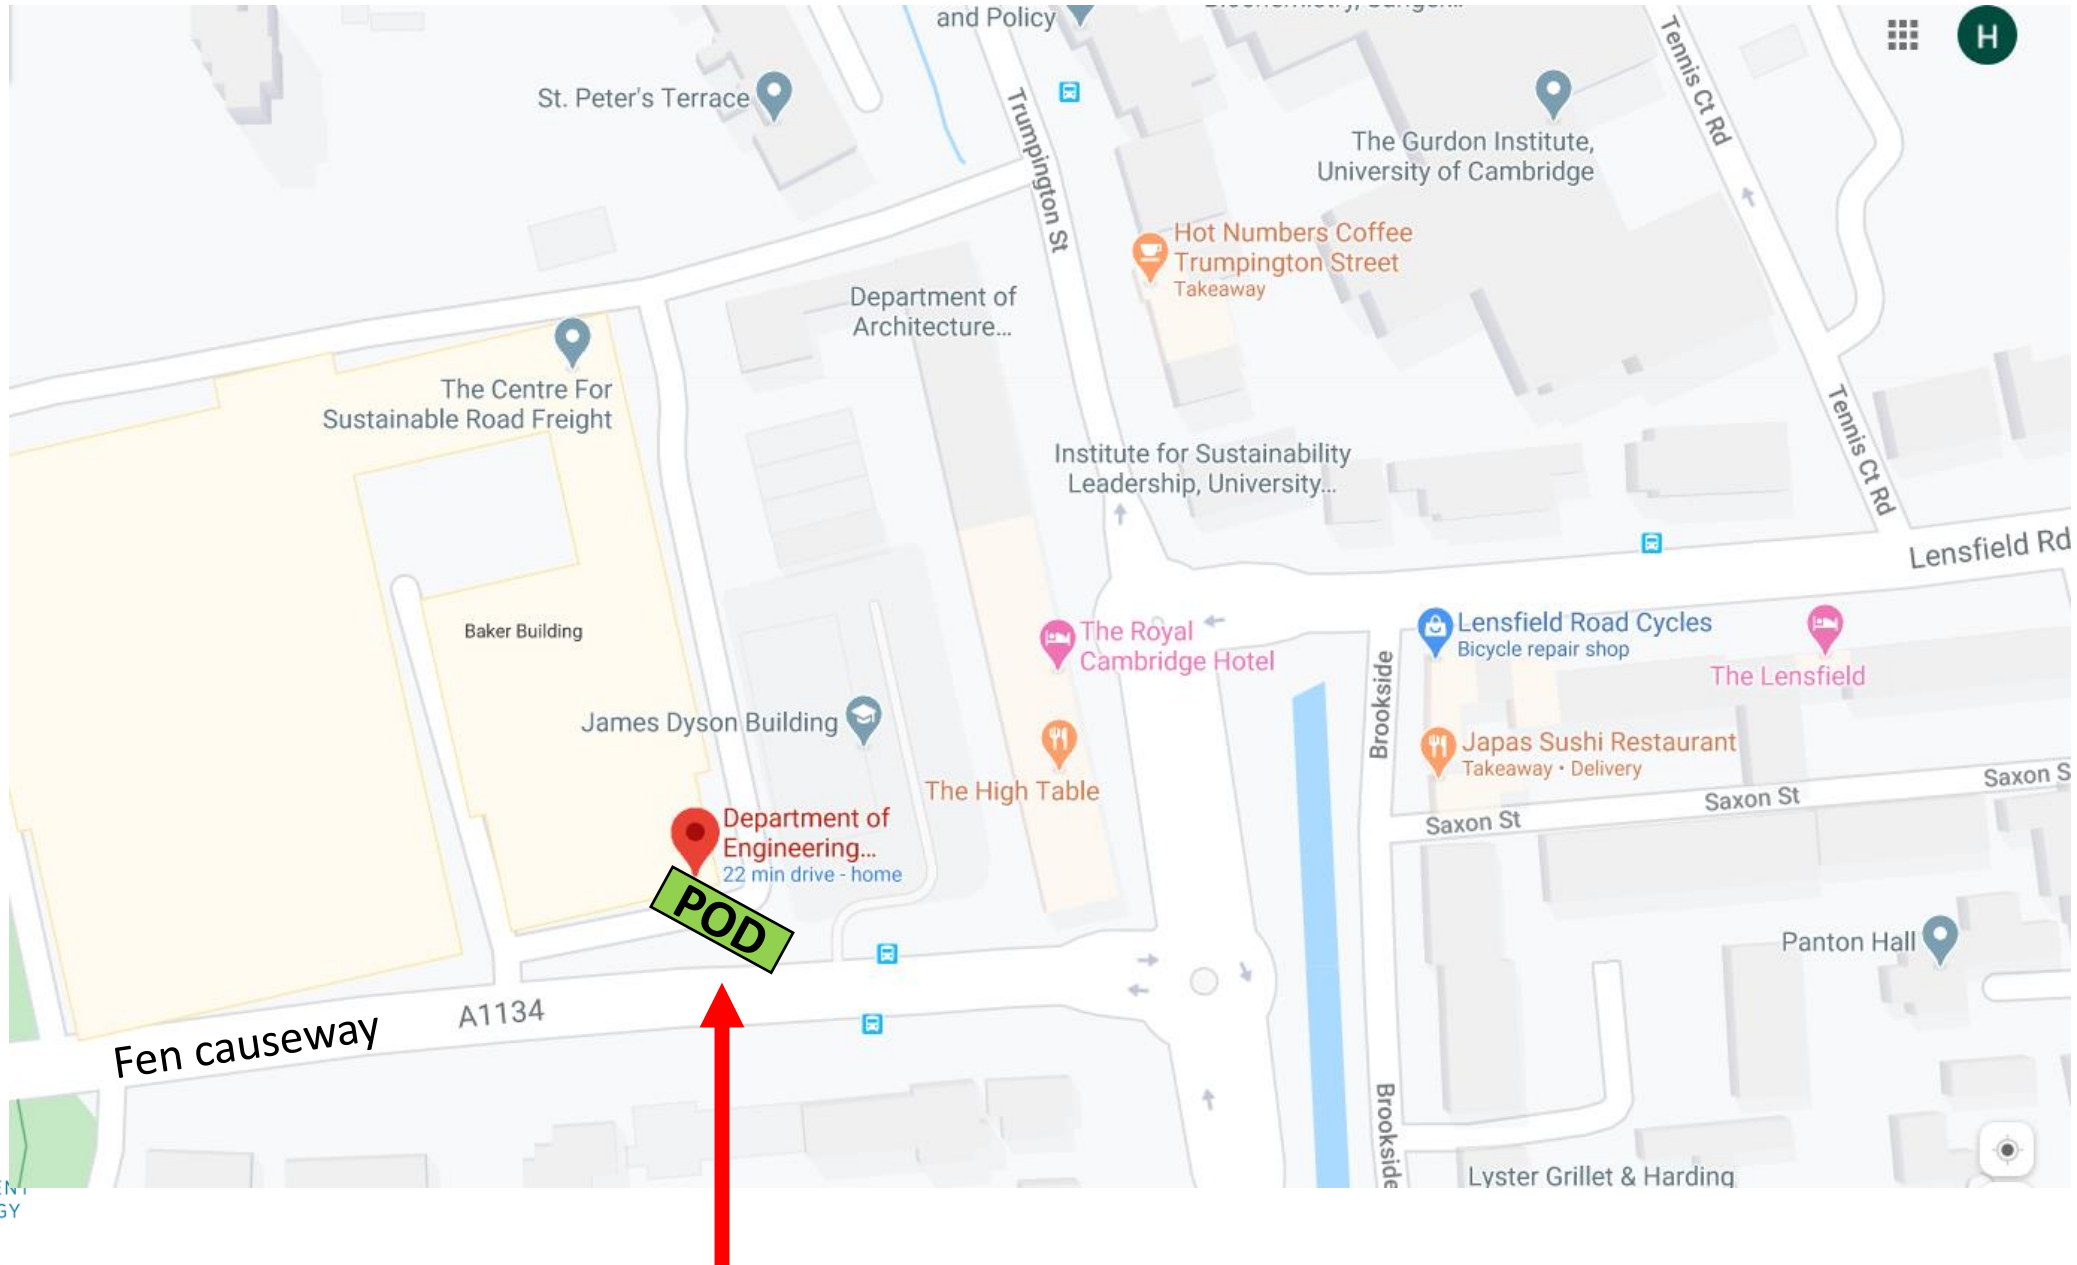 and Policy
St. Peter's Terrace
Trumpington St
Tennis Ct Rd
H
The Gurdon Institute,
University of Cambridge
Hot Numbers Coffee
Trumpington Street
Takeaway
Department of
Architecture...
The Centre For
Sustainable Road Freight
Institute for Sustainability
Leadership, University...
Tennis Ct Rd
Lensfield Rd
Baker Building
The Royal
Cambridge Hotel
Lensfield Road Cycles
Bicycle repair shop
The Lensfield
Brookside
James Dyson Building
The High Table
Japas Sushi Restaurant
Takeaway • Delivery
Saxon St
Saxon St
Saxon S
Department of
Engineering...
22 min drive - home
POD
Panton Hall
A1134
Fen causeway
Brookside
Lyster Grillet & Harding